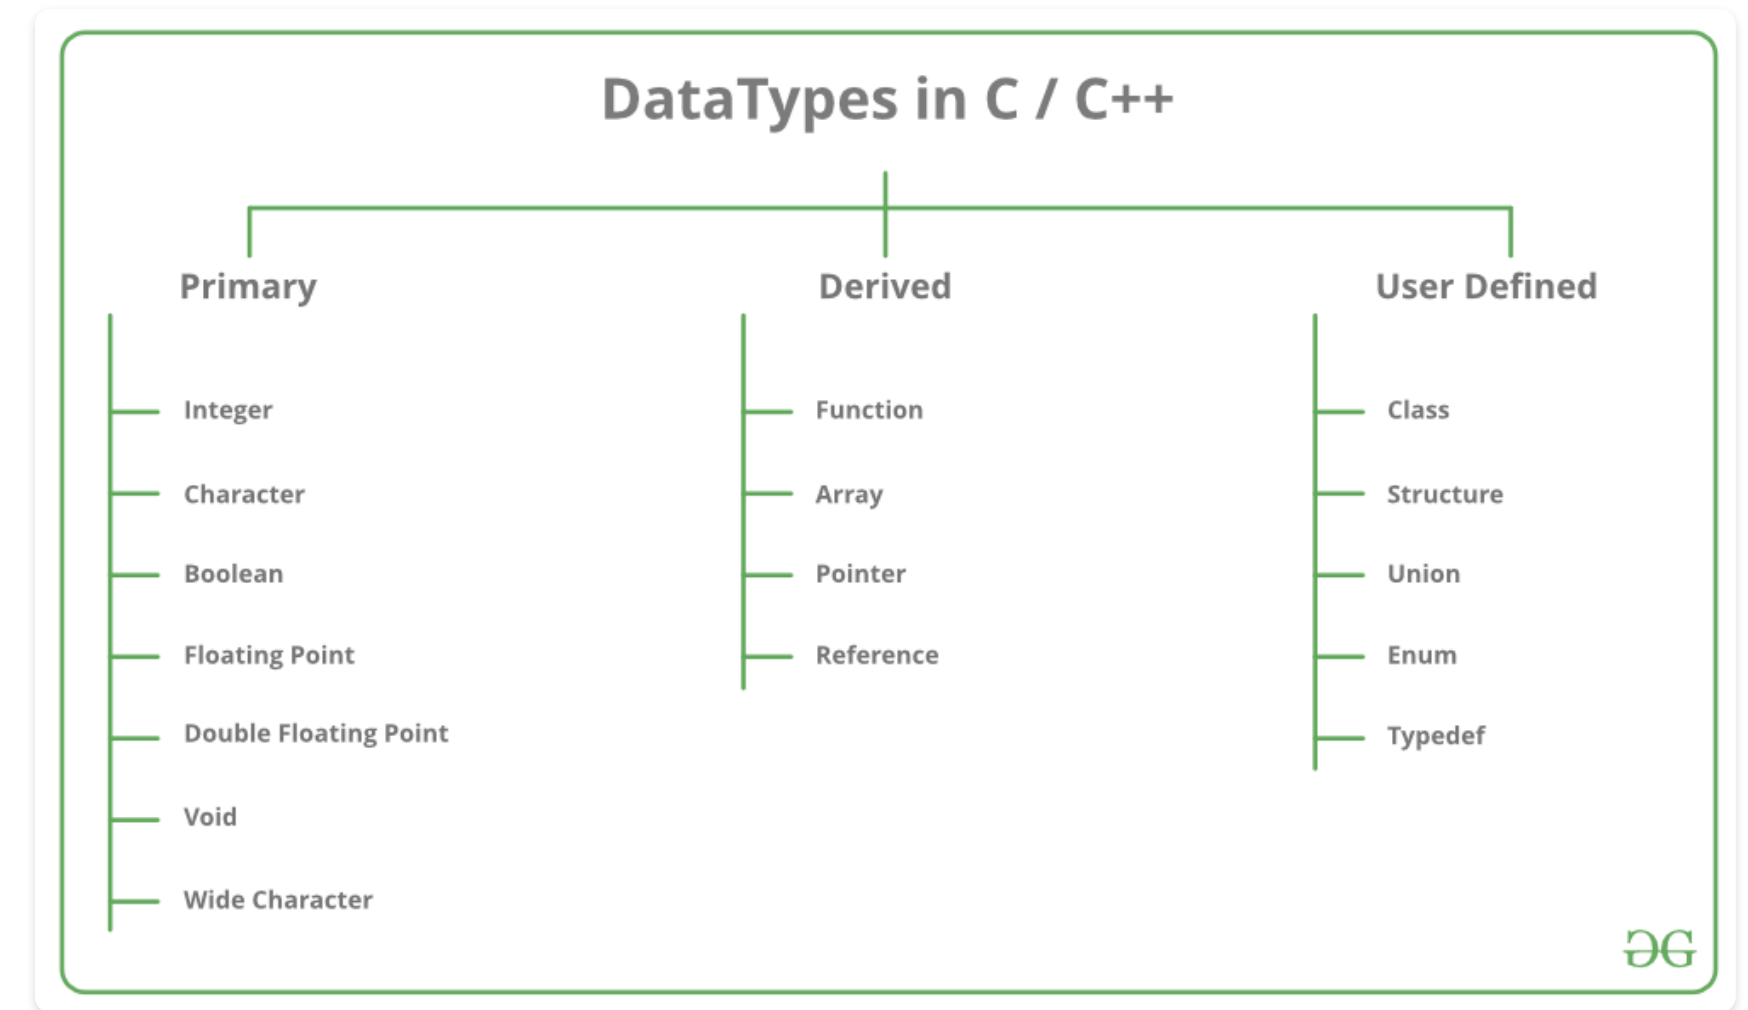 DataTypes in C / C++
Primary
Integer
Character
Boolean
Floating Point
Double Floating Point
Void
Wide Character
Derived
Function
Array
Pointer
Reference
User Defined
Class
Structure
Union
Enum
Typedef